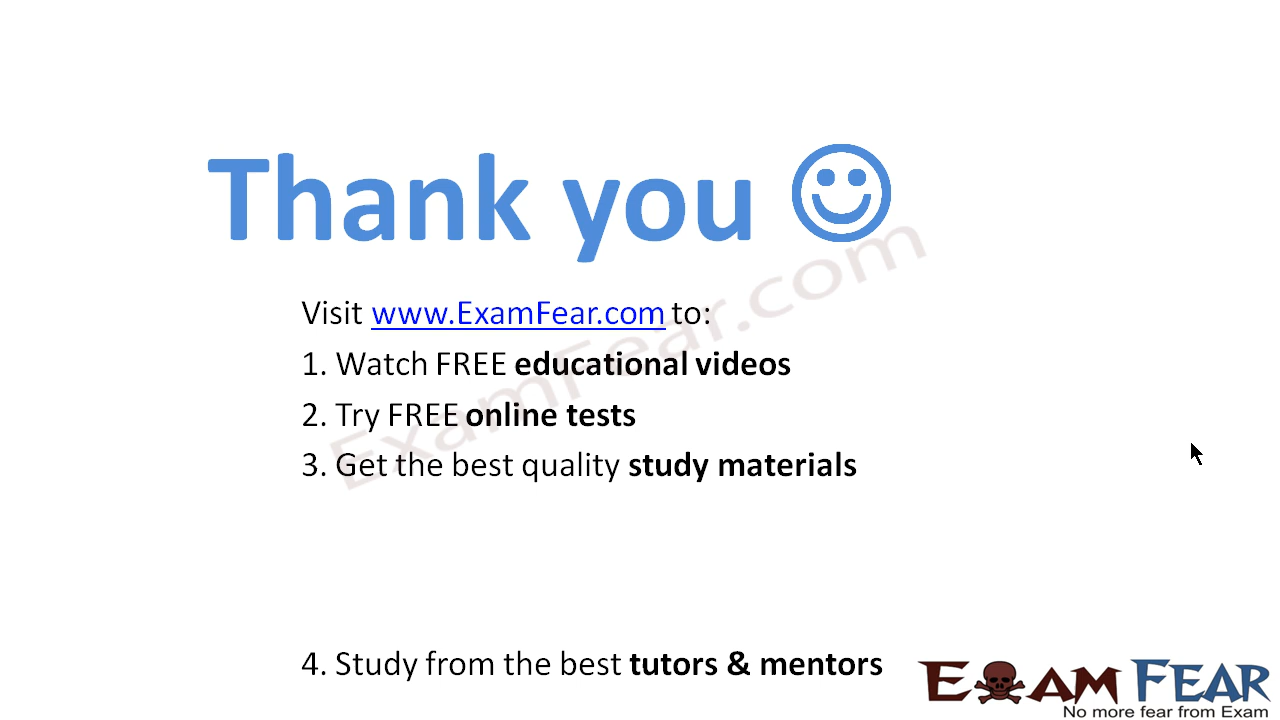 Thank you ☺
Visit www.ExamFear.com to:
1. Watch FREE educational videos
2. Try FREE online tests
3. Get the best quality study materials
4. Study from the best tutors & mentors
ExamFear.com
EXAM FEAR
No more fear from Exam